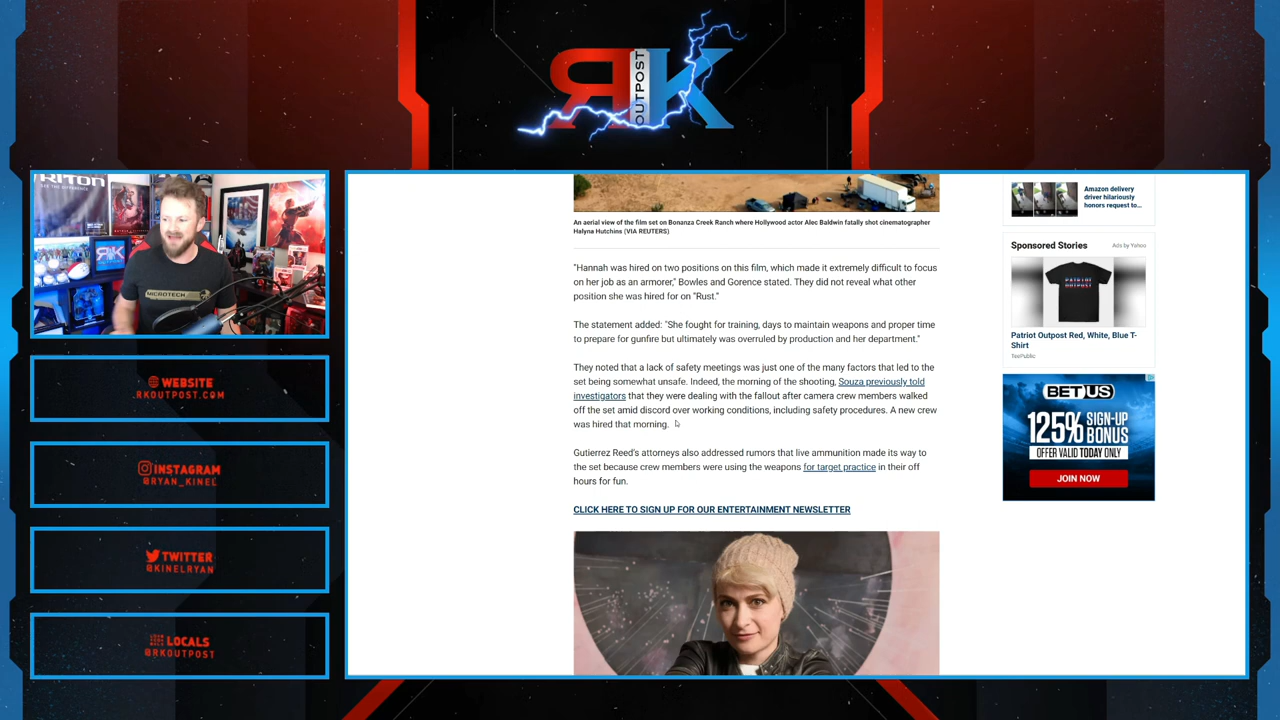 RK
OUTPOST
RITON
SEE THE DIFFERENCE
RK
MICROTECH
WEBSITE
RKOUTPOST.COM
INSTAGRAM
@RYAN_KINEL
TWITTER
@KINELRYAN
LOCALS
@RKOUTPOST
An aerial view of the film set on Bonanza Creek Ranch where Hollywood actor Alec Baldwin fatally shot cinematographer
Halyna Hutchins (VIA REUTERS)
"Hannah was hired on two positions on this film, which made it extremely difficult to focus
on her job as an armorer," Bowles and Gorence stated. They did not reveal what other
position she was hired for on "Rust."
The statement added: "She fought for training, days to maintain weapons and proper time
to prepare for gunfire but ultimately was overruled by production and her department."
They noted that a lack of safety meetings was just one of the many factors that led to the
set being somewhat unsafe. Indeed, the morning of the shooting, Souza previously told
investigators that they were dealing with the fallout after camera crew members walked
off the set amid discord over working conditions, including safety procedures. A new crew
was hired that morning.
Gutierrez Reed's attorneys also addressed rumors that live ammunition made its way to
the set because crew members were using the weapons for target practice in their off
hours for fun.
CLICK HERE TO SIGN UP FOR OUR ENTERTAINMENT NEWSLETTER
Amazon delivery
driver hilariously
honors request to...
Sponsored Stories
Ads by Yahoo
PATRIOT
OUTPOST
Patriot Outpost Red, White, Blue T-
Shirt
TeePublic
BETUS
125% SIGN-UP
BONUS
OFFER VALID TODAY ONLY
JOIN NOW